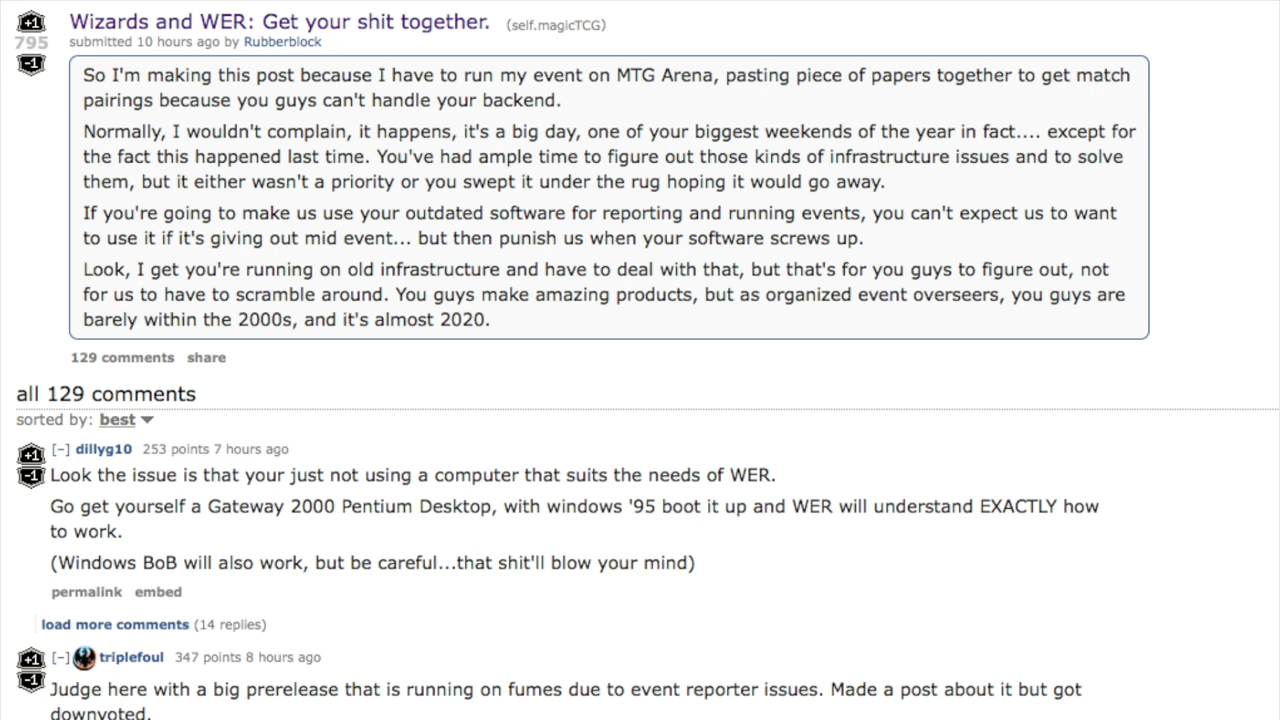 +1
Wizards and WER: Get your shit together. (self.magicTCG)
795
submitted 10 hours ago by Rubberblock
-1
So I'm making this post because I have to run my event on MTG Arena, pasting piece of papers together to get match
pairings because you guys can't handle your backend.
Normally, I wouldn't complain, it happens, it's a big day, one of your biggest weekends of the year in fact.... except for
the fact this happened last time. You've had ample time to figure out those kinds of infrastructure issues and to solve
them, but it either wasn't a priority or you swept it under the rug hoping it would go away.
If you're going to make us use your outdated software for reporting and running events, you can't expect us to want
to use it if it's giving out mid event... but then punish us when your software screws up.
Look, I get you're running on old infrastructure and have to deal with that, but that's for you guys to figure out, not
for us to have to scramble around. You guys make amazing products, but as organized event overseers, you guys are
barely within the 2000s, and it's almost 2020.
129 comments share
all 129 comments
sorted by: best
+1
[-] dillyg10 253 points 7 hours ago
-1
Look the issue is that your just not using a computer that suits the needs of WER.
Go get yourself a Gateway 2000 Pentium Desktop, with windows '95 boot it up and WER will understand EXACTLY how
to work.
(Windows BoB will also work, but be careful...that shit'll blow your mind)
permalink embed
load more comments (14 replies)
+1
[-] triplefoul 347 points 8 hours ago
-1
Judge here with a big prerelease that is running on fumes due to event reporter issues. Made a post about it but got
downvoted.